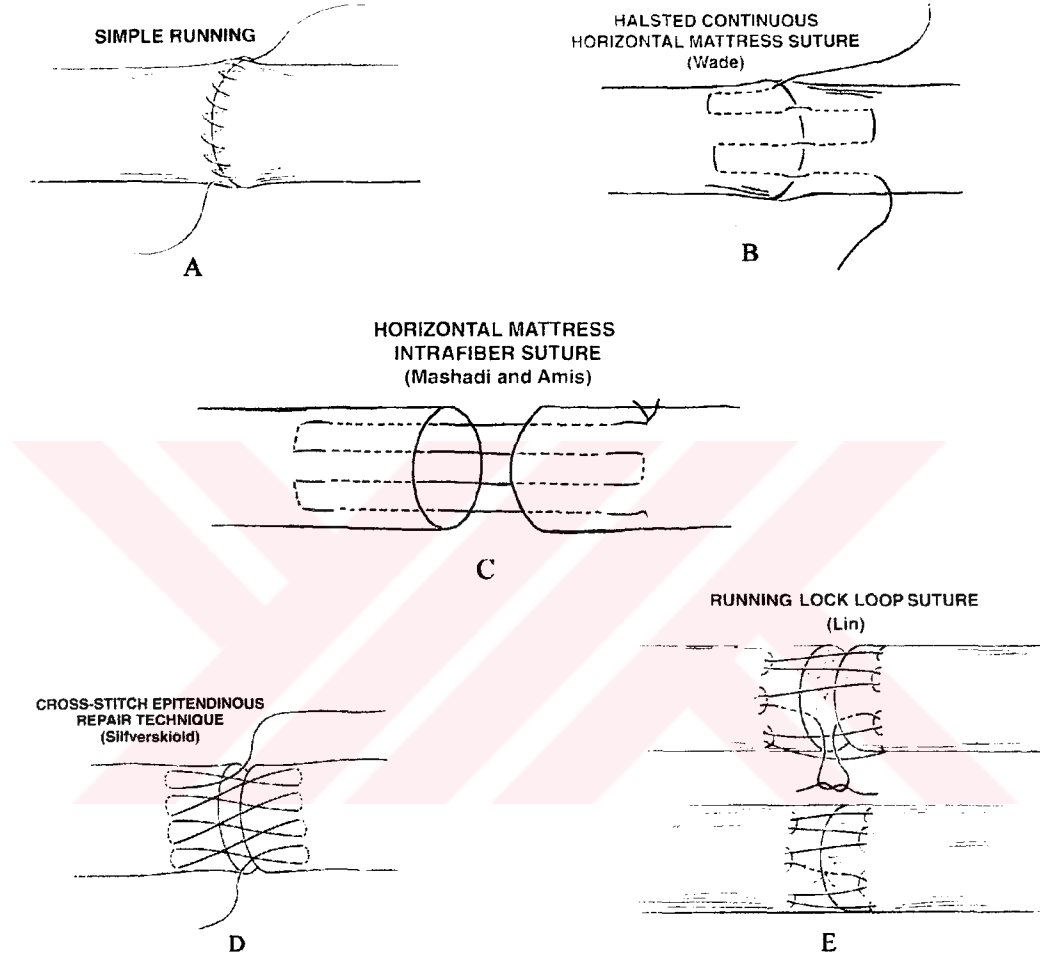 SIMPLE RUNNING
A
HALSTED CONTINUOUS
HORIZONTAL MATTRESS SUTURE
(Wade)
B
HORIZONTAL MATTRESS
INTRAFIBER SUTURE
(Mashadi and Amis)
C
CROSS-STITCH EPITENDINOUS
REPAIR TECHNIQUE
(Silfverskiold)
D
RUNNING LOCK LOOP SUTURE
(Lin)
E